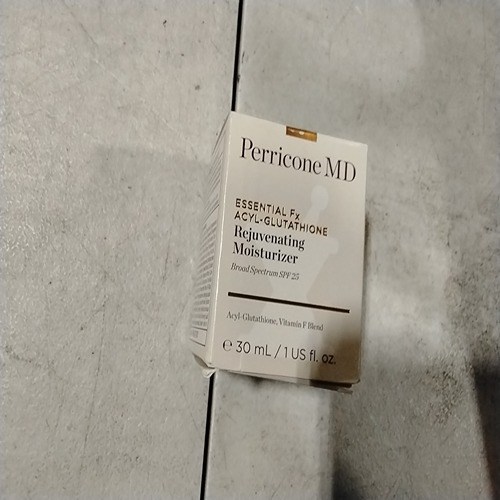 Perricone MD
ESSENTIAL Fx
ACYL-GLUTATHIONE
Rejuvenating
Moisturizer
Broad Spectrum SPF 25
Acyl-Glutathione, Vitamin F Blend
℮ 30 mL / 1 US fl. oz.